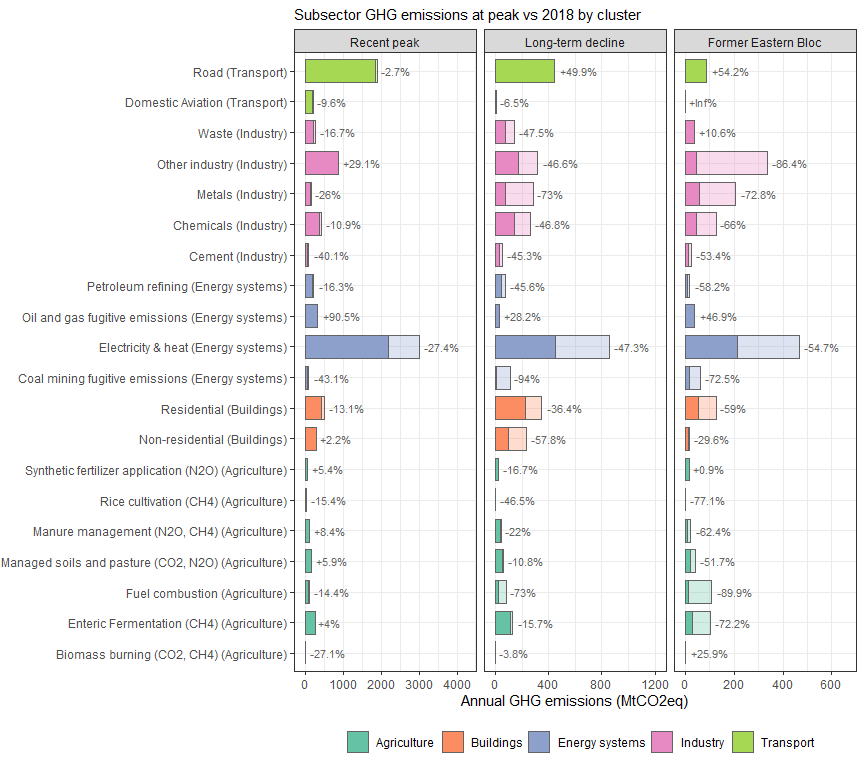 Subsector GHG emissions at peak vs 2018 by cluster
Recent peak Long-term decline Former Eastern Bloc
Road (Transport) -2.7% +49.9% +54.2%
Domestic Aviation (Transport) -9.6% -6.5% +Inf%
Waste (Industry) -16.7% -47.5% +10.6%
Other industry (Industry) +29.1% -46.6% -86.4%
Metals (Industry) -26% -73% -72.8%
Chemicals (Industry) -10.9% -46.8% -66%
Cement (Industry) -40.1% -45.3% -53.4%
Petroleum refining (Energy systems) -16.3% -45.6% -58.2%
Oil and gas fugitive emissions (Energy systems) +90.5% +28.2% +46.9%
Electricity & heat (Energy systems) -27.4% -47.3% -54.7%
Coal mining fugitive emissions (Energy systems) -43.1% -94% -72.5%
Residential (Buildings) -13.1% -36.4% -59%
Non-residential (Buildings) +2.2% -57.8% -29.6%
Synthetic fertilizer application (N2O) (Agriculture) +5.4% -16.7% +0.9%
Rice cultivation (CH4) (Agriculture) -15.4% -46.5% -77.1%
Manure management (N2O, CH4) (Agriculture) +8.4% -22% -62.4%
Managed soils and pasture (CO2, N2O) (Agriculture) +5.9% -10.8% -51.7%
Fuel combustion (Agriculture) -14.4% -73% -89.9%
Enteric Fermentation (CH4) (Agriculture) +4% -15.7% -72.2%
Biomass burning (CO2, CH4) (Agriculture) -27.1% -3.8% +25.9%
0 1000 2000 3000 4000 0 400 800 1200 0 200 400 600
Annual GHG emissions (MtCO2eq)
Agriculture Buildings Energy systems Industry Transport